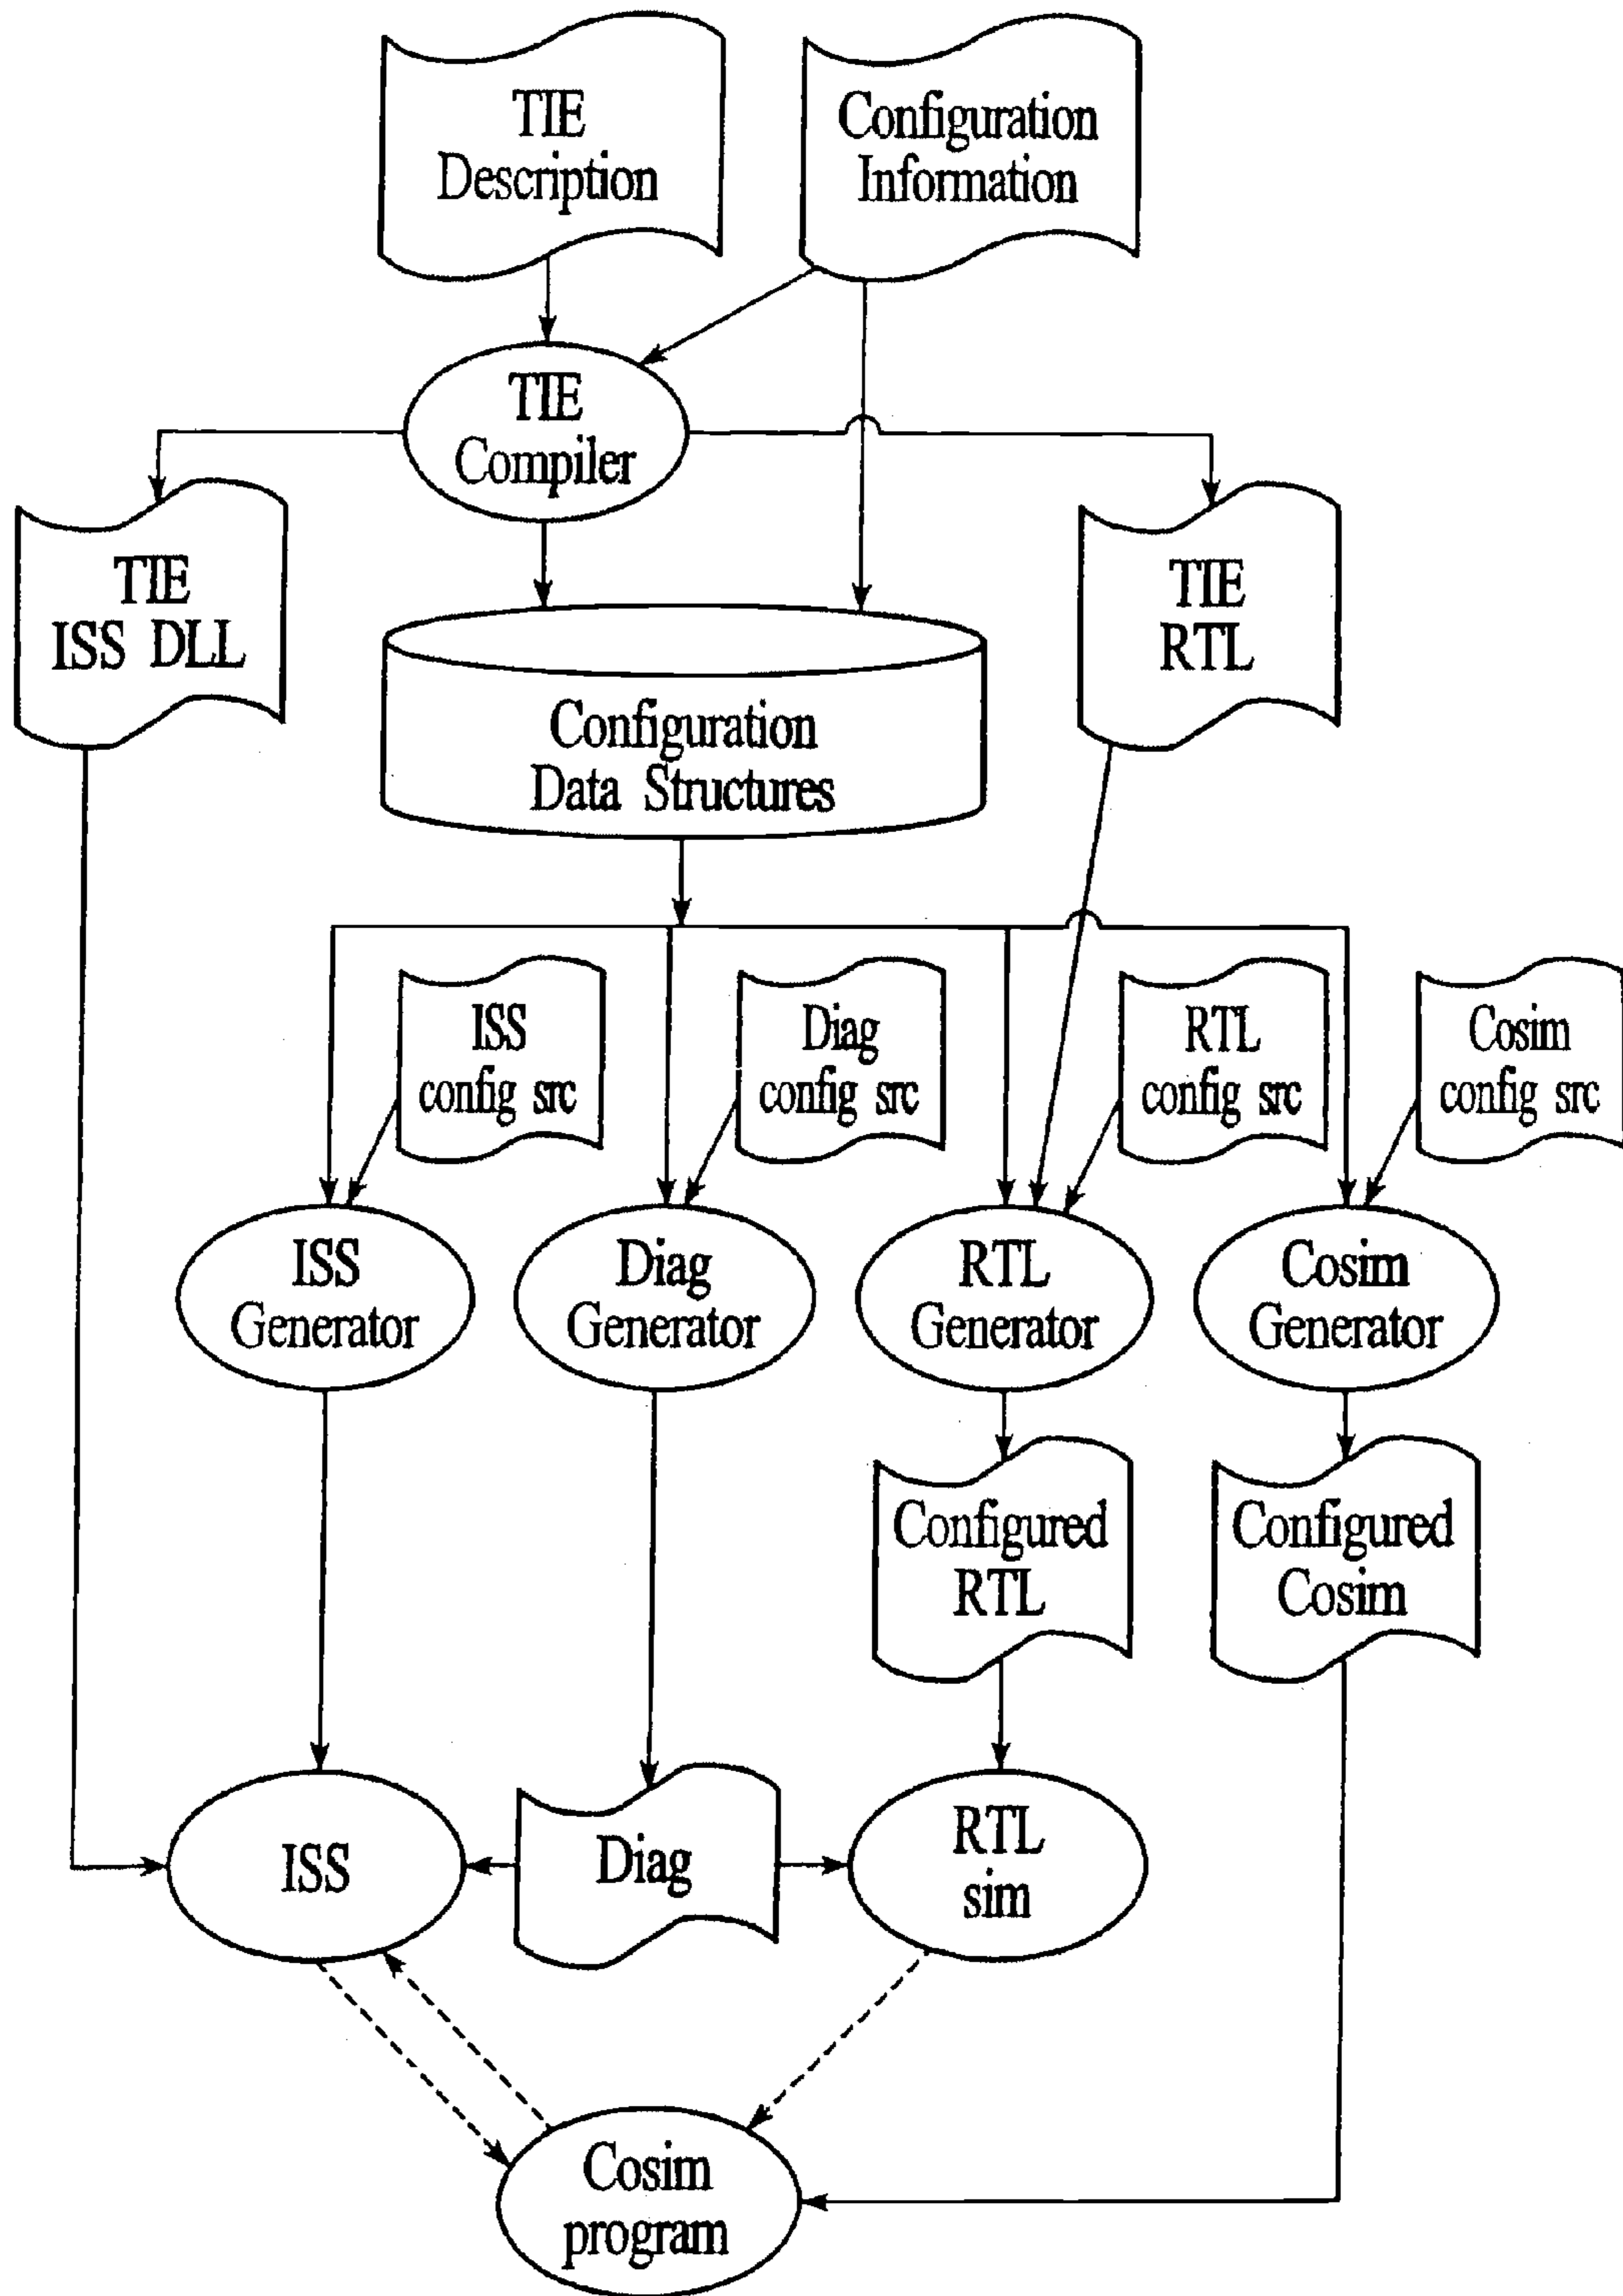 TIE
Description
Configuration
Information
TIE
Compiler
TIE
ISS DLL
TIE
RTL
Configuration
Data Structures
ISS
config src
Diag
config src
RTL
config src
Cosim
config src
ISS
Generator
Diag
Generator
RTL
Generator
Cosim
Generator
Configured
RTL
Configured
Cosim
ISS
Diag
RTL
sim
Cosim
program